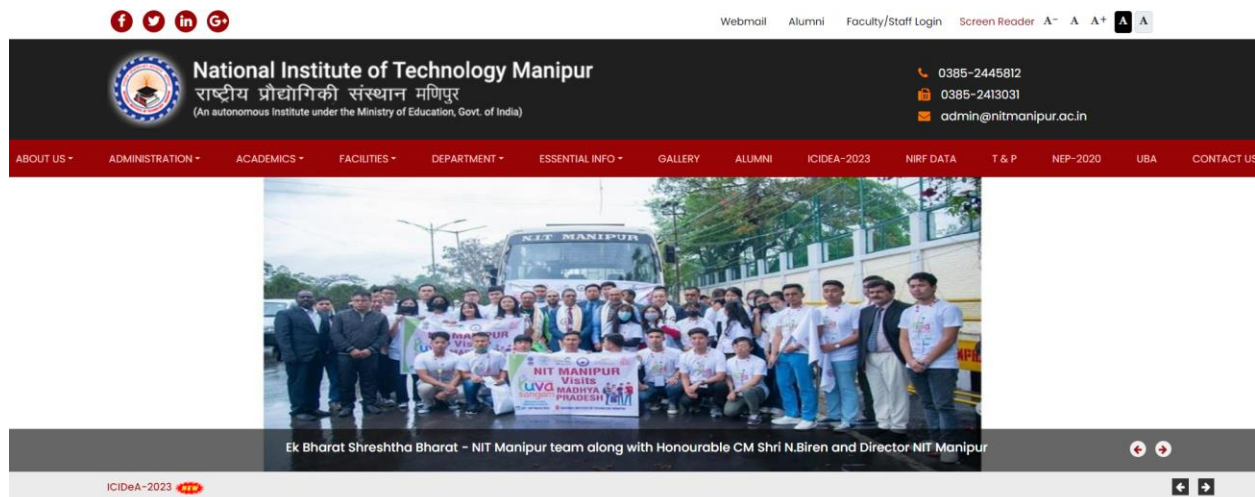 Webmail Alumni Faculty/Staff Login Screen Reader A- A A+ A A
National Institute of Technology Manipur
राष्ट्रीय प्रौद्योगिकी संस्थान मणिपुर
(An autonomous Institute under the Ministry of Education, Govt. of India)
0385-2445812
0385-2413031
admin@nitmanipur.ac.in
ABOUT US ADMINISTRATION ACADEMICS FACILITIES DEPARTMENT ESSENTIAL INFO GALLERY ALUMNI ICIDEA-2023 NIRF DATA T & P NEP-2020 UBA CONTACT US
N.I.T MANIPUR
MANIPUR
Visits
NIT MANIPUR
Visits
yuva
sangam
MADHYA
PRADESH
Ek Bharat Shreshtha Bharat - NIT Manipur team along with Honourable CM Shri N.Biren and Director NIT Manipur
ICIDeA-2023 NEW